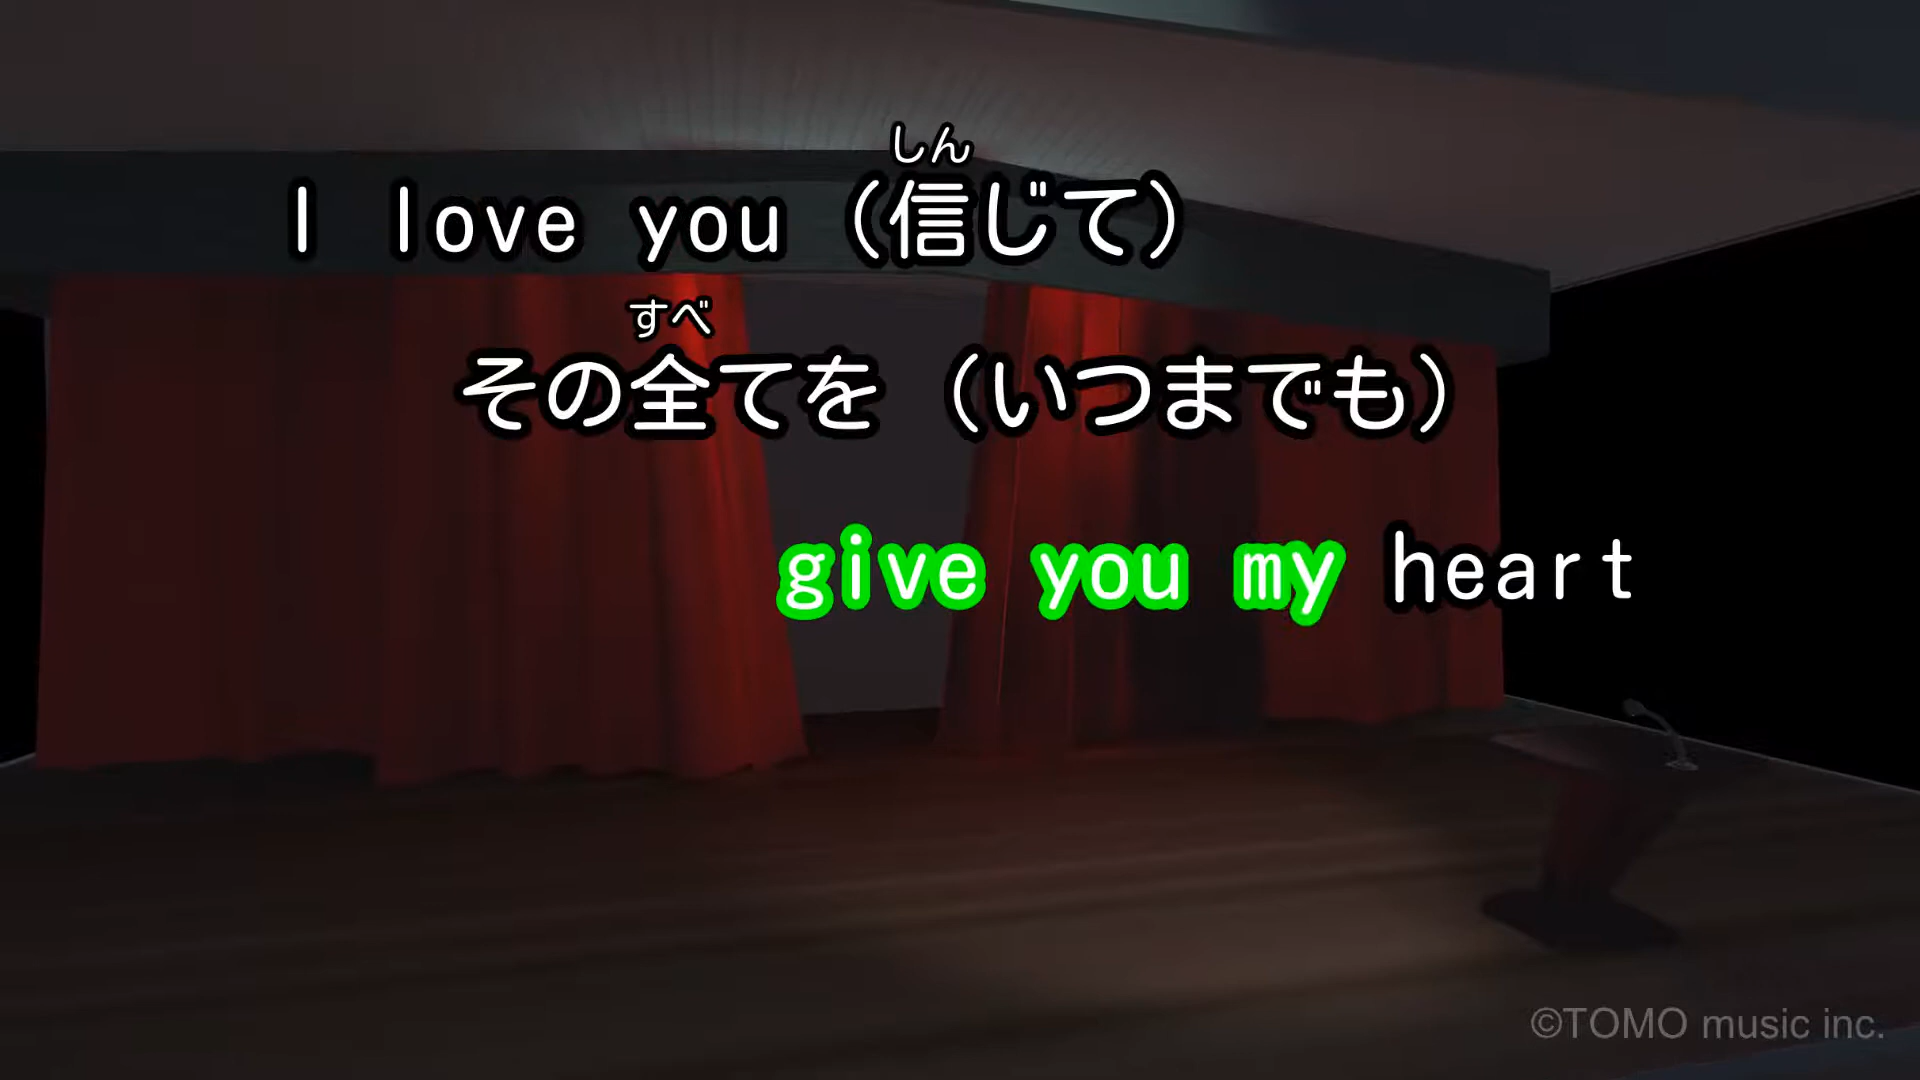 しん
I love you（信じて）
すべ
その全てを（いつまでも）
give you my heart
©TOMO music inc.